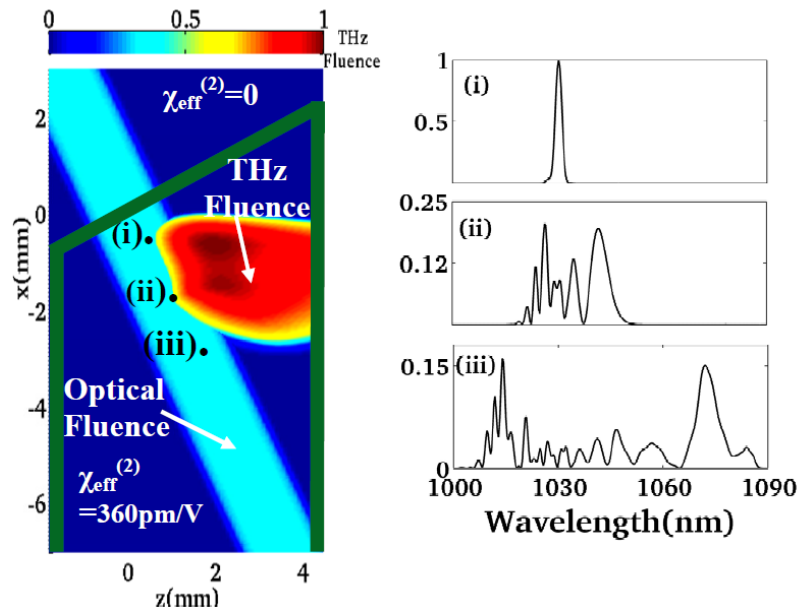 0 0.5 1
THz
Fluence
χeff(2)=0
THz
Fluence
(i).
(ii).
(iii).
Optical
Fluence
χeff(2)
=360pm/V
2
0
-2
-4
-6
x(mm)
0 2 4
z(mm)
(i)
1
0.5
(ii)
0.25
0.12
(iii)
0.15
0
1000 1030 1060 1090
Wavelength(nm)